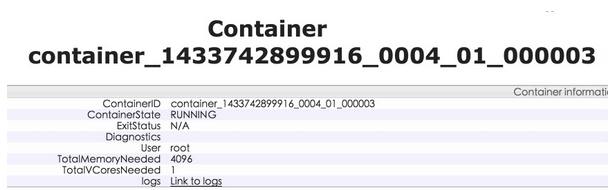 Container
container_1433742899916_0004_01_000003
Container informati
ContainerID container_1433742899916_0004_01_000003
ContainerState RUNNING
ExitStatus N/A
Diagnostics
User root
TotalMemoryNeeded 4096
TotalVCoresNeeded 1
logs Link to logs